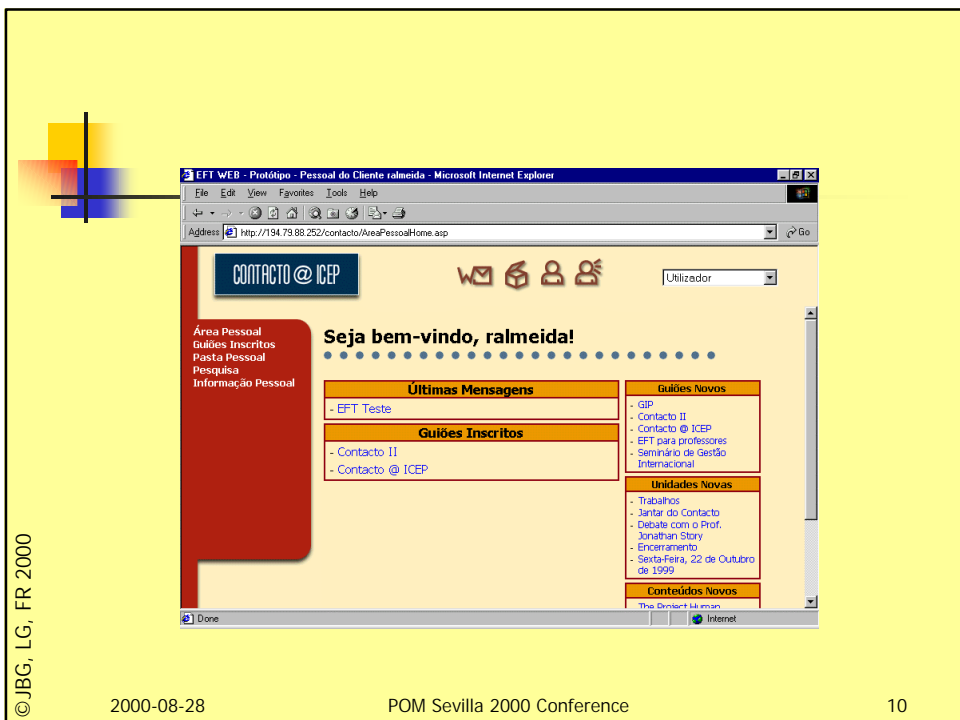 EFT WEB - Protótipo - Pessoal do Cliente ralmeida - Microsoft Internet Explorer
File Edit View Favorites Tools Help
Address http://194.79.88.252/contacto/AreaPessoalHome.asp Go
CONTACTO @ ICEP
Utilizador
Área Pessoal
Guiões Inscritos
Pasta Pessoal
Pesquisa
Informação Pessoal
Seja bem-vindo, ralmeida!
Últimas Mensagens
- EFT Teste
Guiões Inscritos
- Contacto II
- Contacto @ ICEP
Guiões Novos
- GIP
- Contacto II
- Contacto @ ICEP
- EFT para professores
- Seminário de Gestão
Internacional
Unidades Novas
- Trabalhos
- Jantar do Contacto
- Debate com o Prof.
Jonathan Story
- Encerramento
- Sexta-Feira, 22 de Outubro
de 1999
Conteúdos Novos
The Project Human
Done
Internet
© JBG, LG, FR 2000
2000-08-28
POM Sevilla 2000 Conference
10